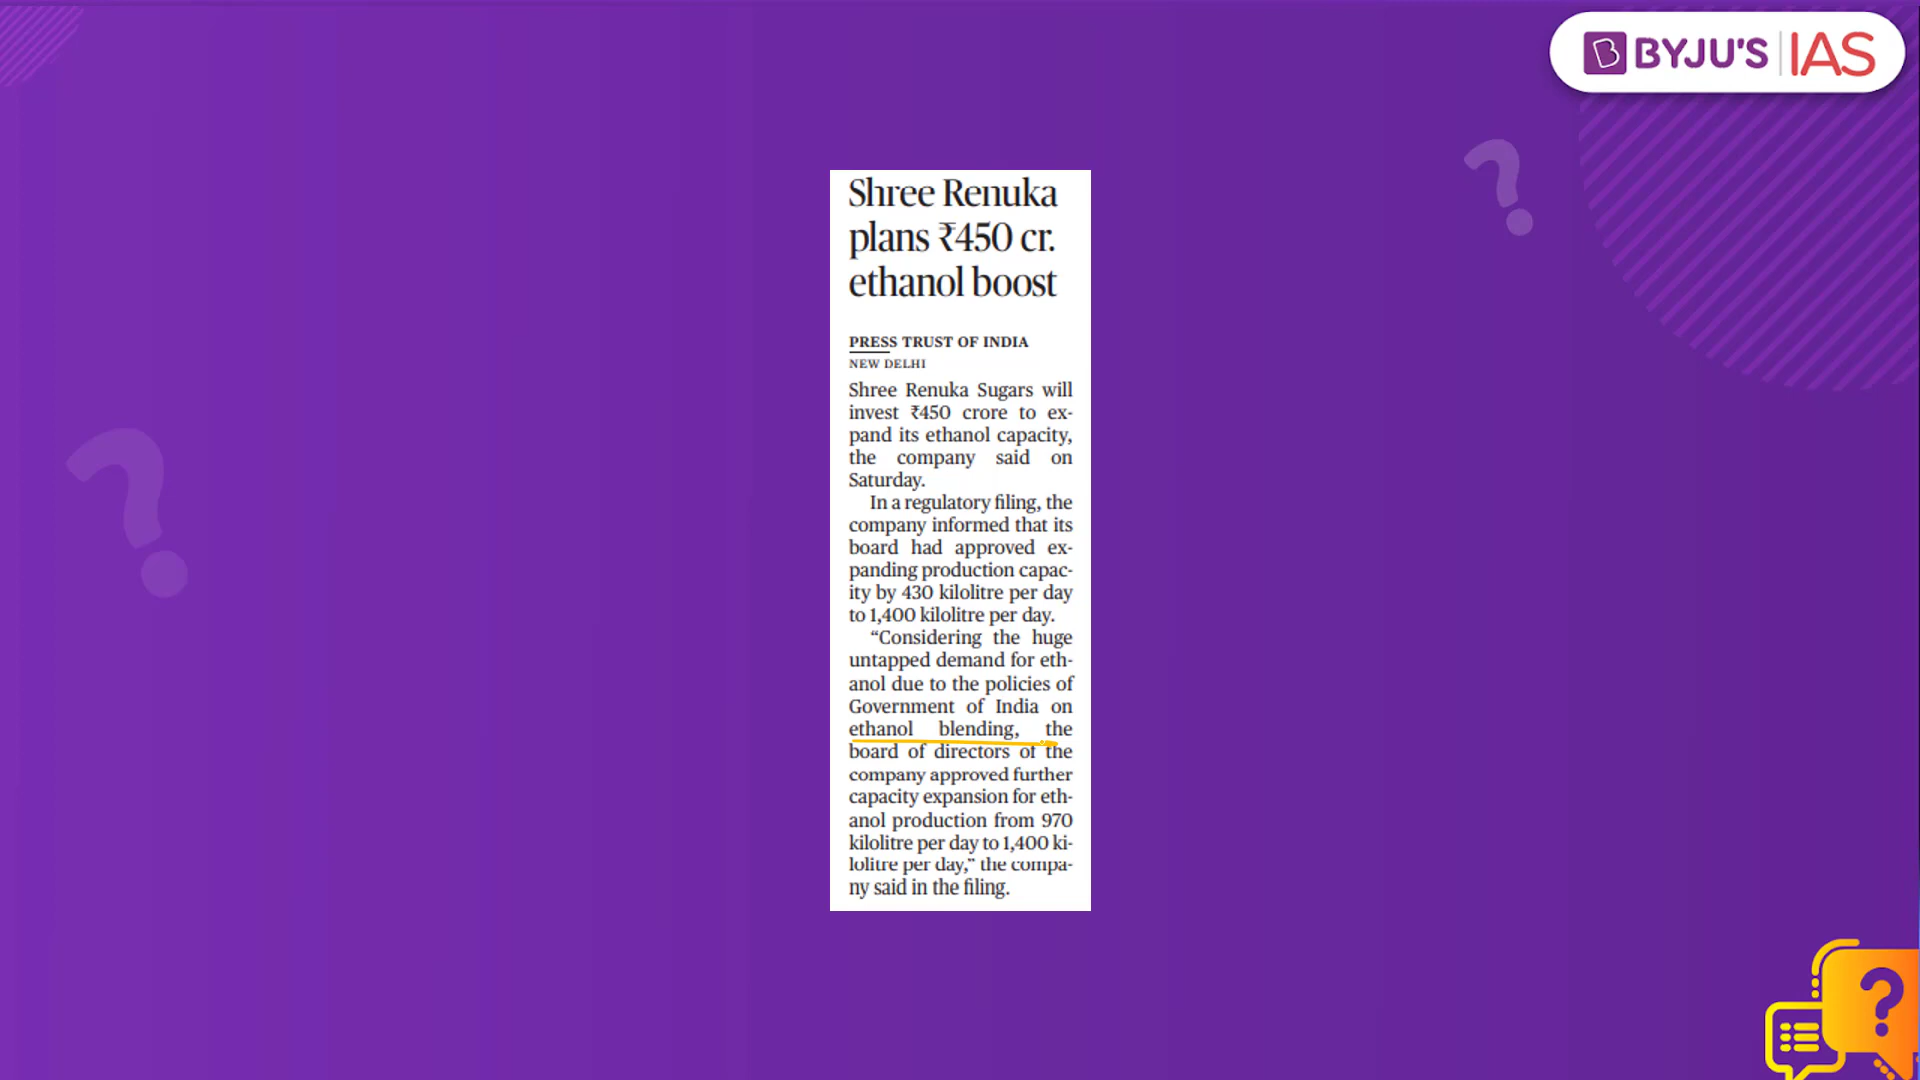 BYJU'S IAS
Shree Renuka
plans ₹450 cr.
ethanol boost
PRESS TRUST OF INDIA
NEW DELHI
Shree Renuka Sugars will
invest ₹450 crore to ex-
pand its ethanol capacity,
the company said on
Saturday.
In a regulatory filing, the
company informed that its
board had approved ex-
panding production capac-
ity by 430 kilolitre per day
to 1,400 kilolitre per day.
“Considering the huge
untapped demand for eth-
anol due to the policies of
Government of India on
ethanol blending, the
board of directors of the
company approved further
capacity expansion for eth-
anol production from 970
kilolitre per day to 1,400 ki-
lolitre per day,” the compa-
ny said in the filing.